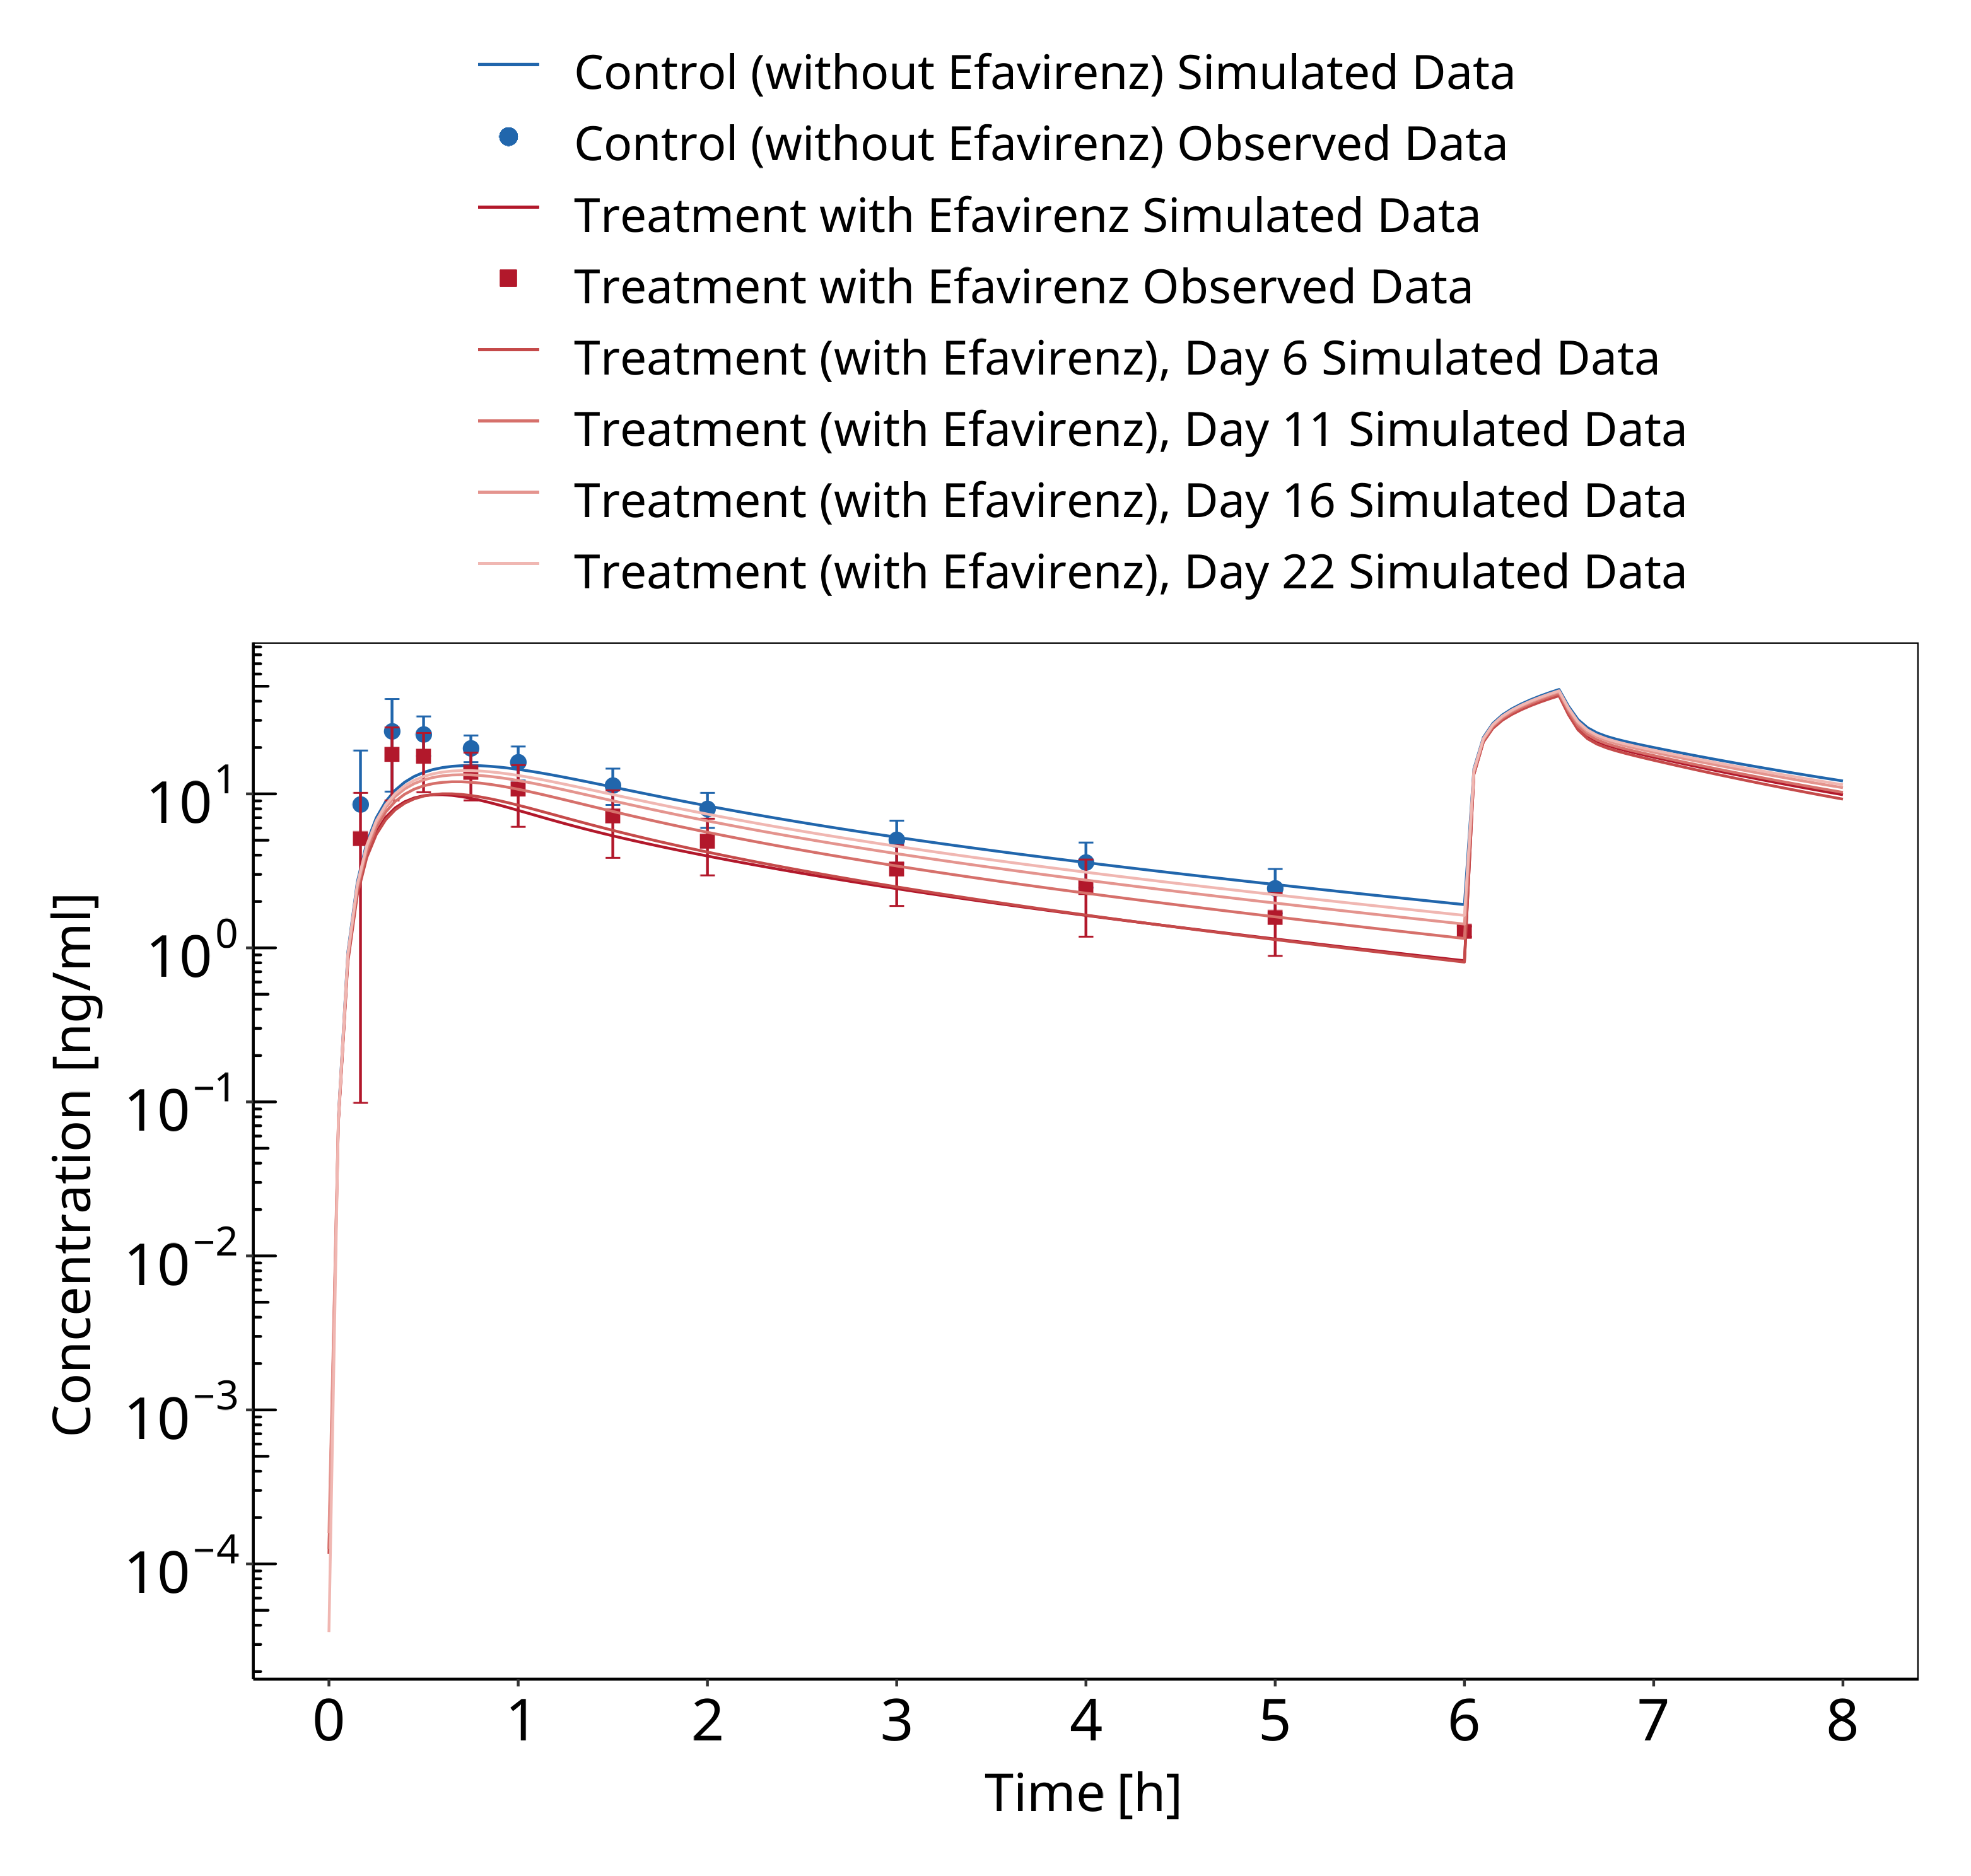 Control (without Efavirenz) Simulated Data
Control (without Efavirenz) Observed Data
Treatment with Efavirenz Simulated Data
Treatment with Efavirenz Observed Data
Treatment (with Efavirenz), Day 6 Simulated Data
Treatment (with Efavirenz), Day 11 Simulated Data
Treatment (with Efavirenz), Day 16 Simulated Data
Treatment (with Efavirenz), Day 22 Simulated Data
Concentration [ng/ml]
10^1
10^0
10^−1
10^−2
10^−3
10^−4
0 1 2 3 4 5 6 7 8
Time [h]